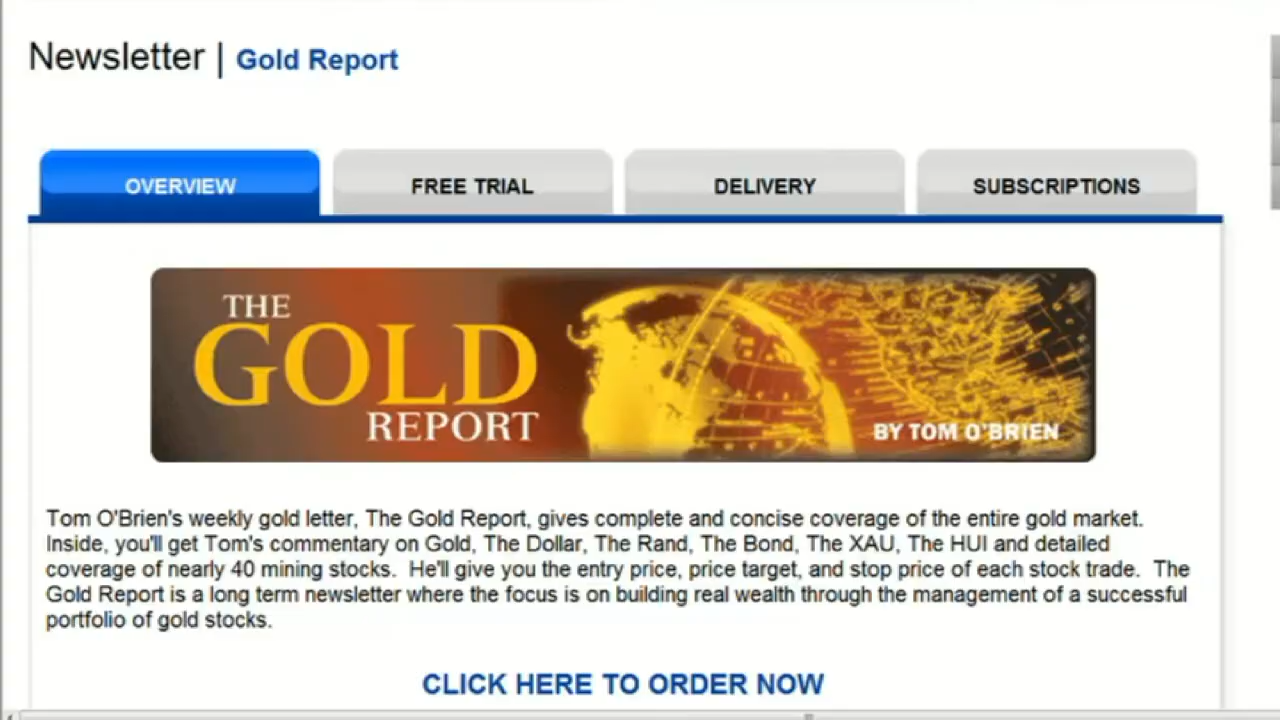 Newsletter | Gold Report
OVERVIEW
FREE TRIAL
DELIVERY
SUBSCRIPTIONS
THE
GOLD
REPORT
BY TOM O'BRIEN
Tom O'Brien's weekly gold letter, The Gold Report, gives complete and concise coverage of the entire gold market.
Inside, you'll get Tom's commentary on Gold, The Dollar, The Rand, The Bond, The XAU, The HUI and detailed
coverage of nearly 40 mining stocks.  He'll give you the entry price, price target, and stop price of each stock trade.  The
Gold Report is a long term newsletter where the focus is on building real wealth through the management of a successful
portfolio of gold stocks.
CLICK HERE TO ORDER NOW